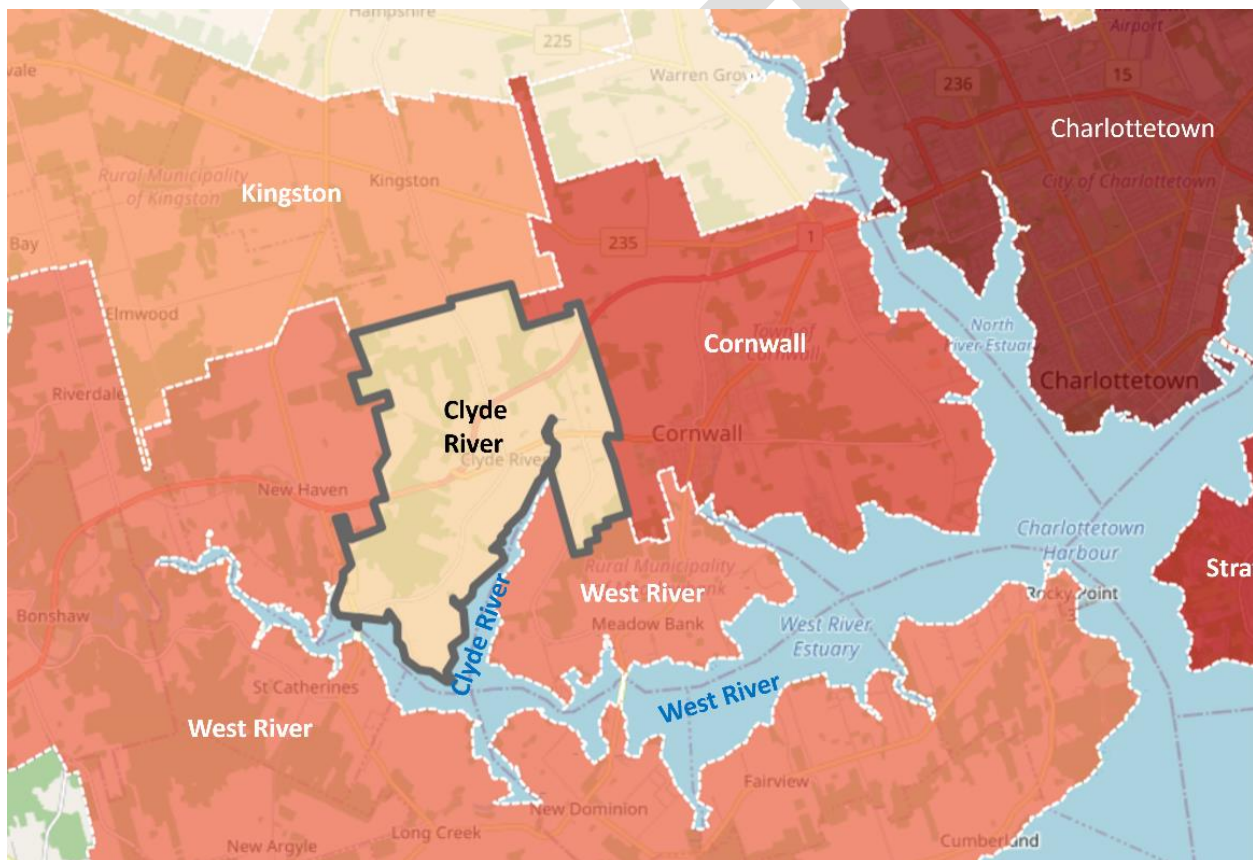 Hampshire
225
Warren Grove
Airport
236
15
Charlottetown
vale
Rural Municipality
of Kingston
Kingston
Kingston
City of Charlottetown
Bay
235
1
Elmwood
North
River Estuary
Town of
Cornwall
Cornwall
Charlottetown
Riverdale
Clyde
River
Cornwall
Clyde River
New Haven
Charlottetown
Harbour
Rural Municipality
Bonshaw
West River
Rocky Point
Stra
Meadow Bank
West River
Estuary
Clyde River
St Catherines
West River
West River
Fairview
New Dominion
Long Creek
New Argyle
Cumberland